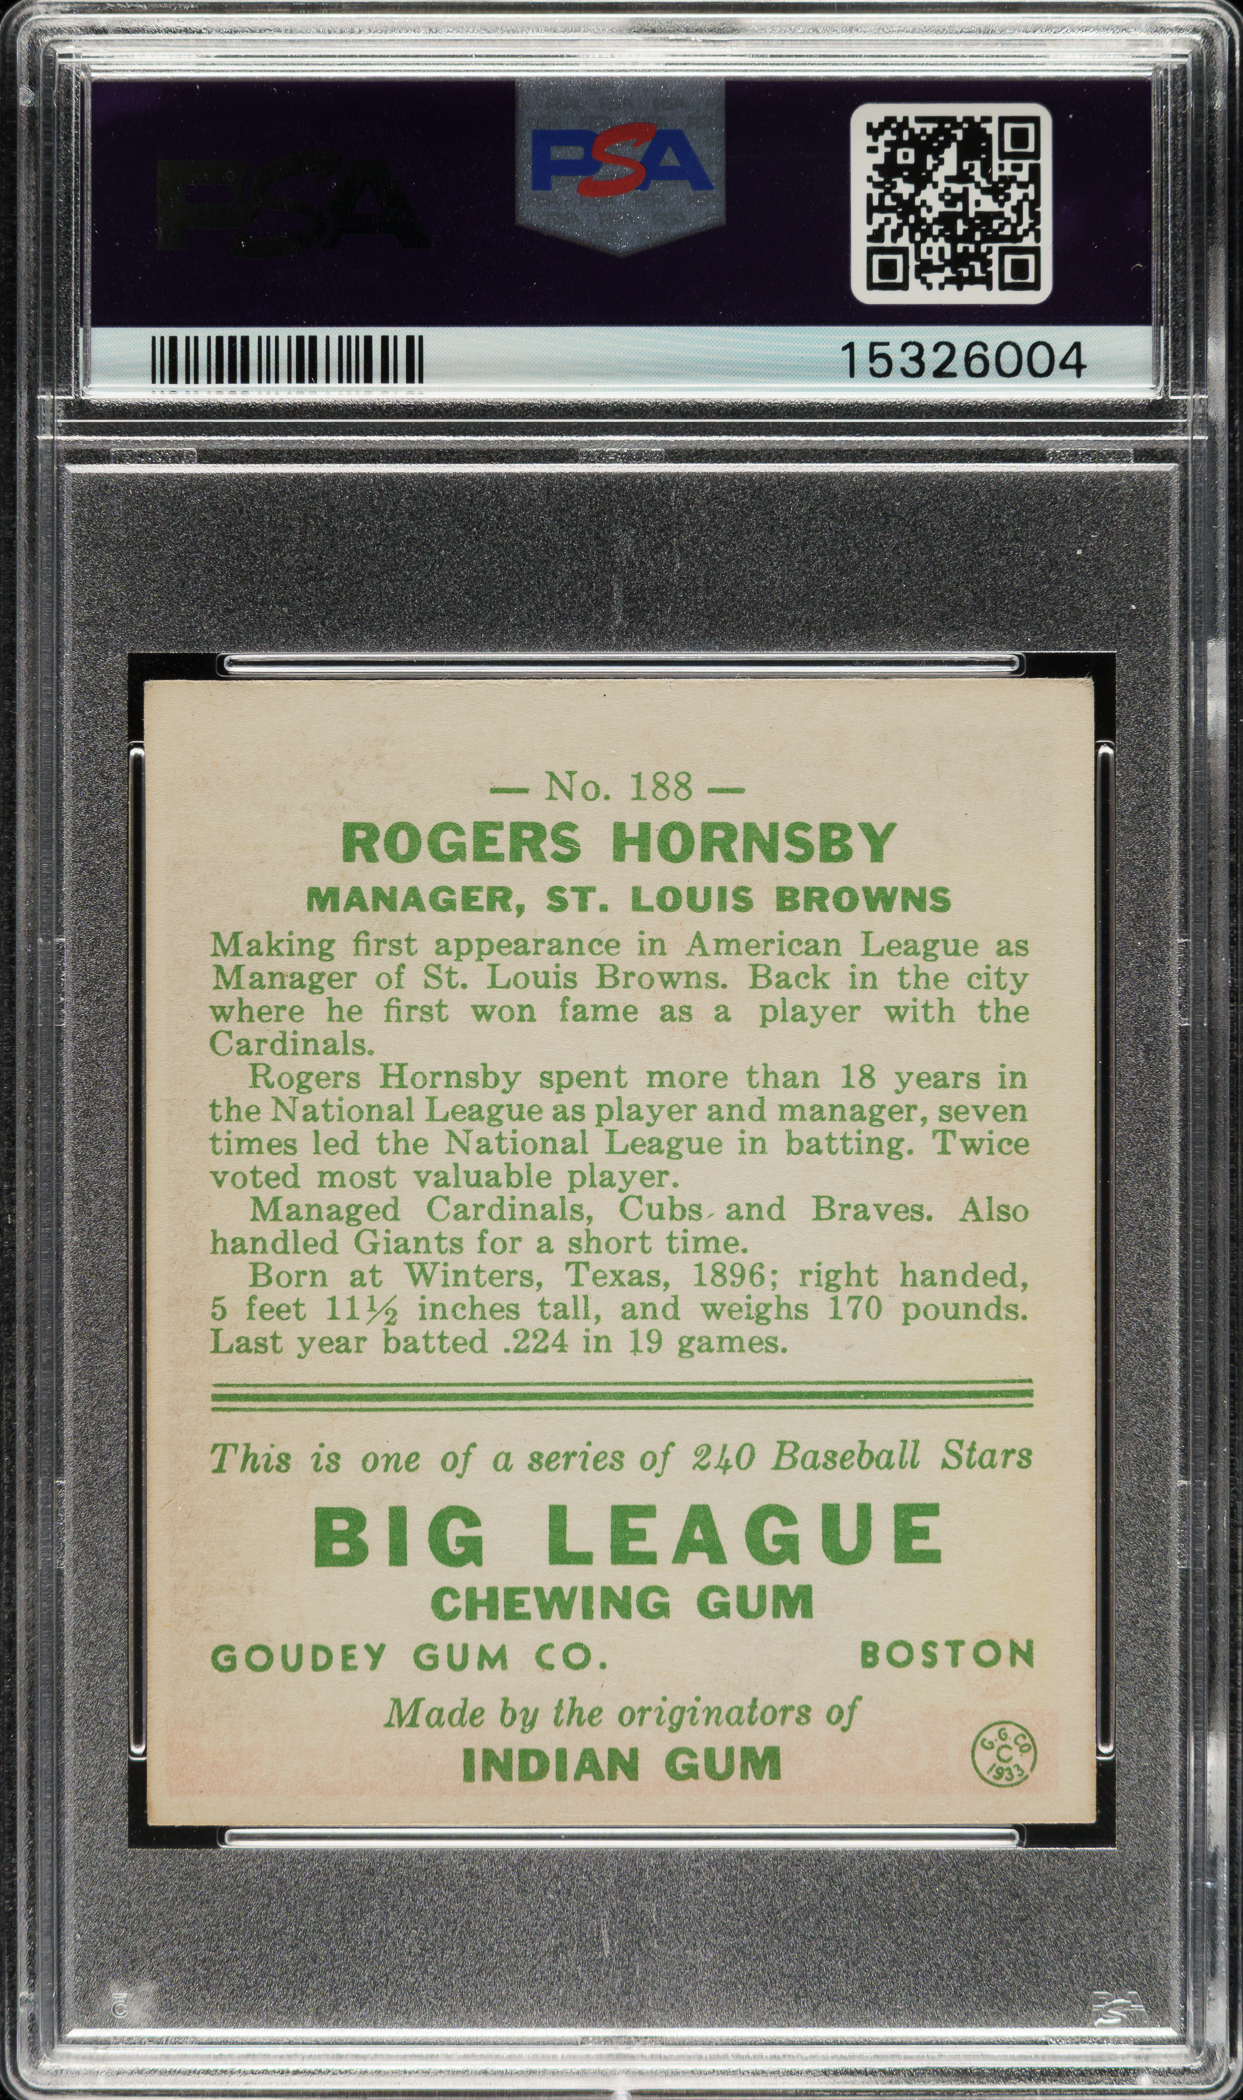 PSA
PSA
15326004
— No. 188 —
ROGERS HORNSBY
MANAGER, ST. LOUIS BROWNS
Making first appearance in American League as
Manager of St. Louis Browns. Back in the city
where he first won fame as a player with the
Cardinals.
Rogers Hornsby spent more than 18 years in
the National League as player and manager, seven
times led the National League in batting. Twice
voted most valuable player.
Managed Cardinals, Cubs and Braves. Also
handled Giants for a short time.
Born at Winters, Texas, 1896; right handed,
5 feet 11½ inches tall, and weighs 170 pounds.
Last year batted .224 in 19 games.
This is one of a series of 240 Baseball Stars
BIG LEAGUE
CHEWING GUM
GOUDEY GUM CO. BOSTON
Made by the originators of
INDIAN GUM
G.G.CO.
C
1933
PSA